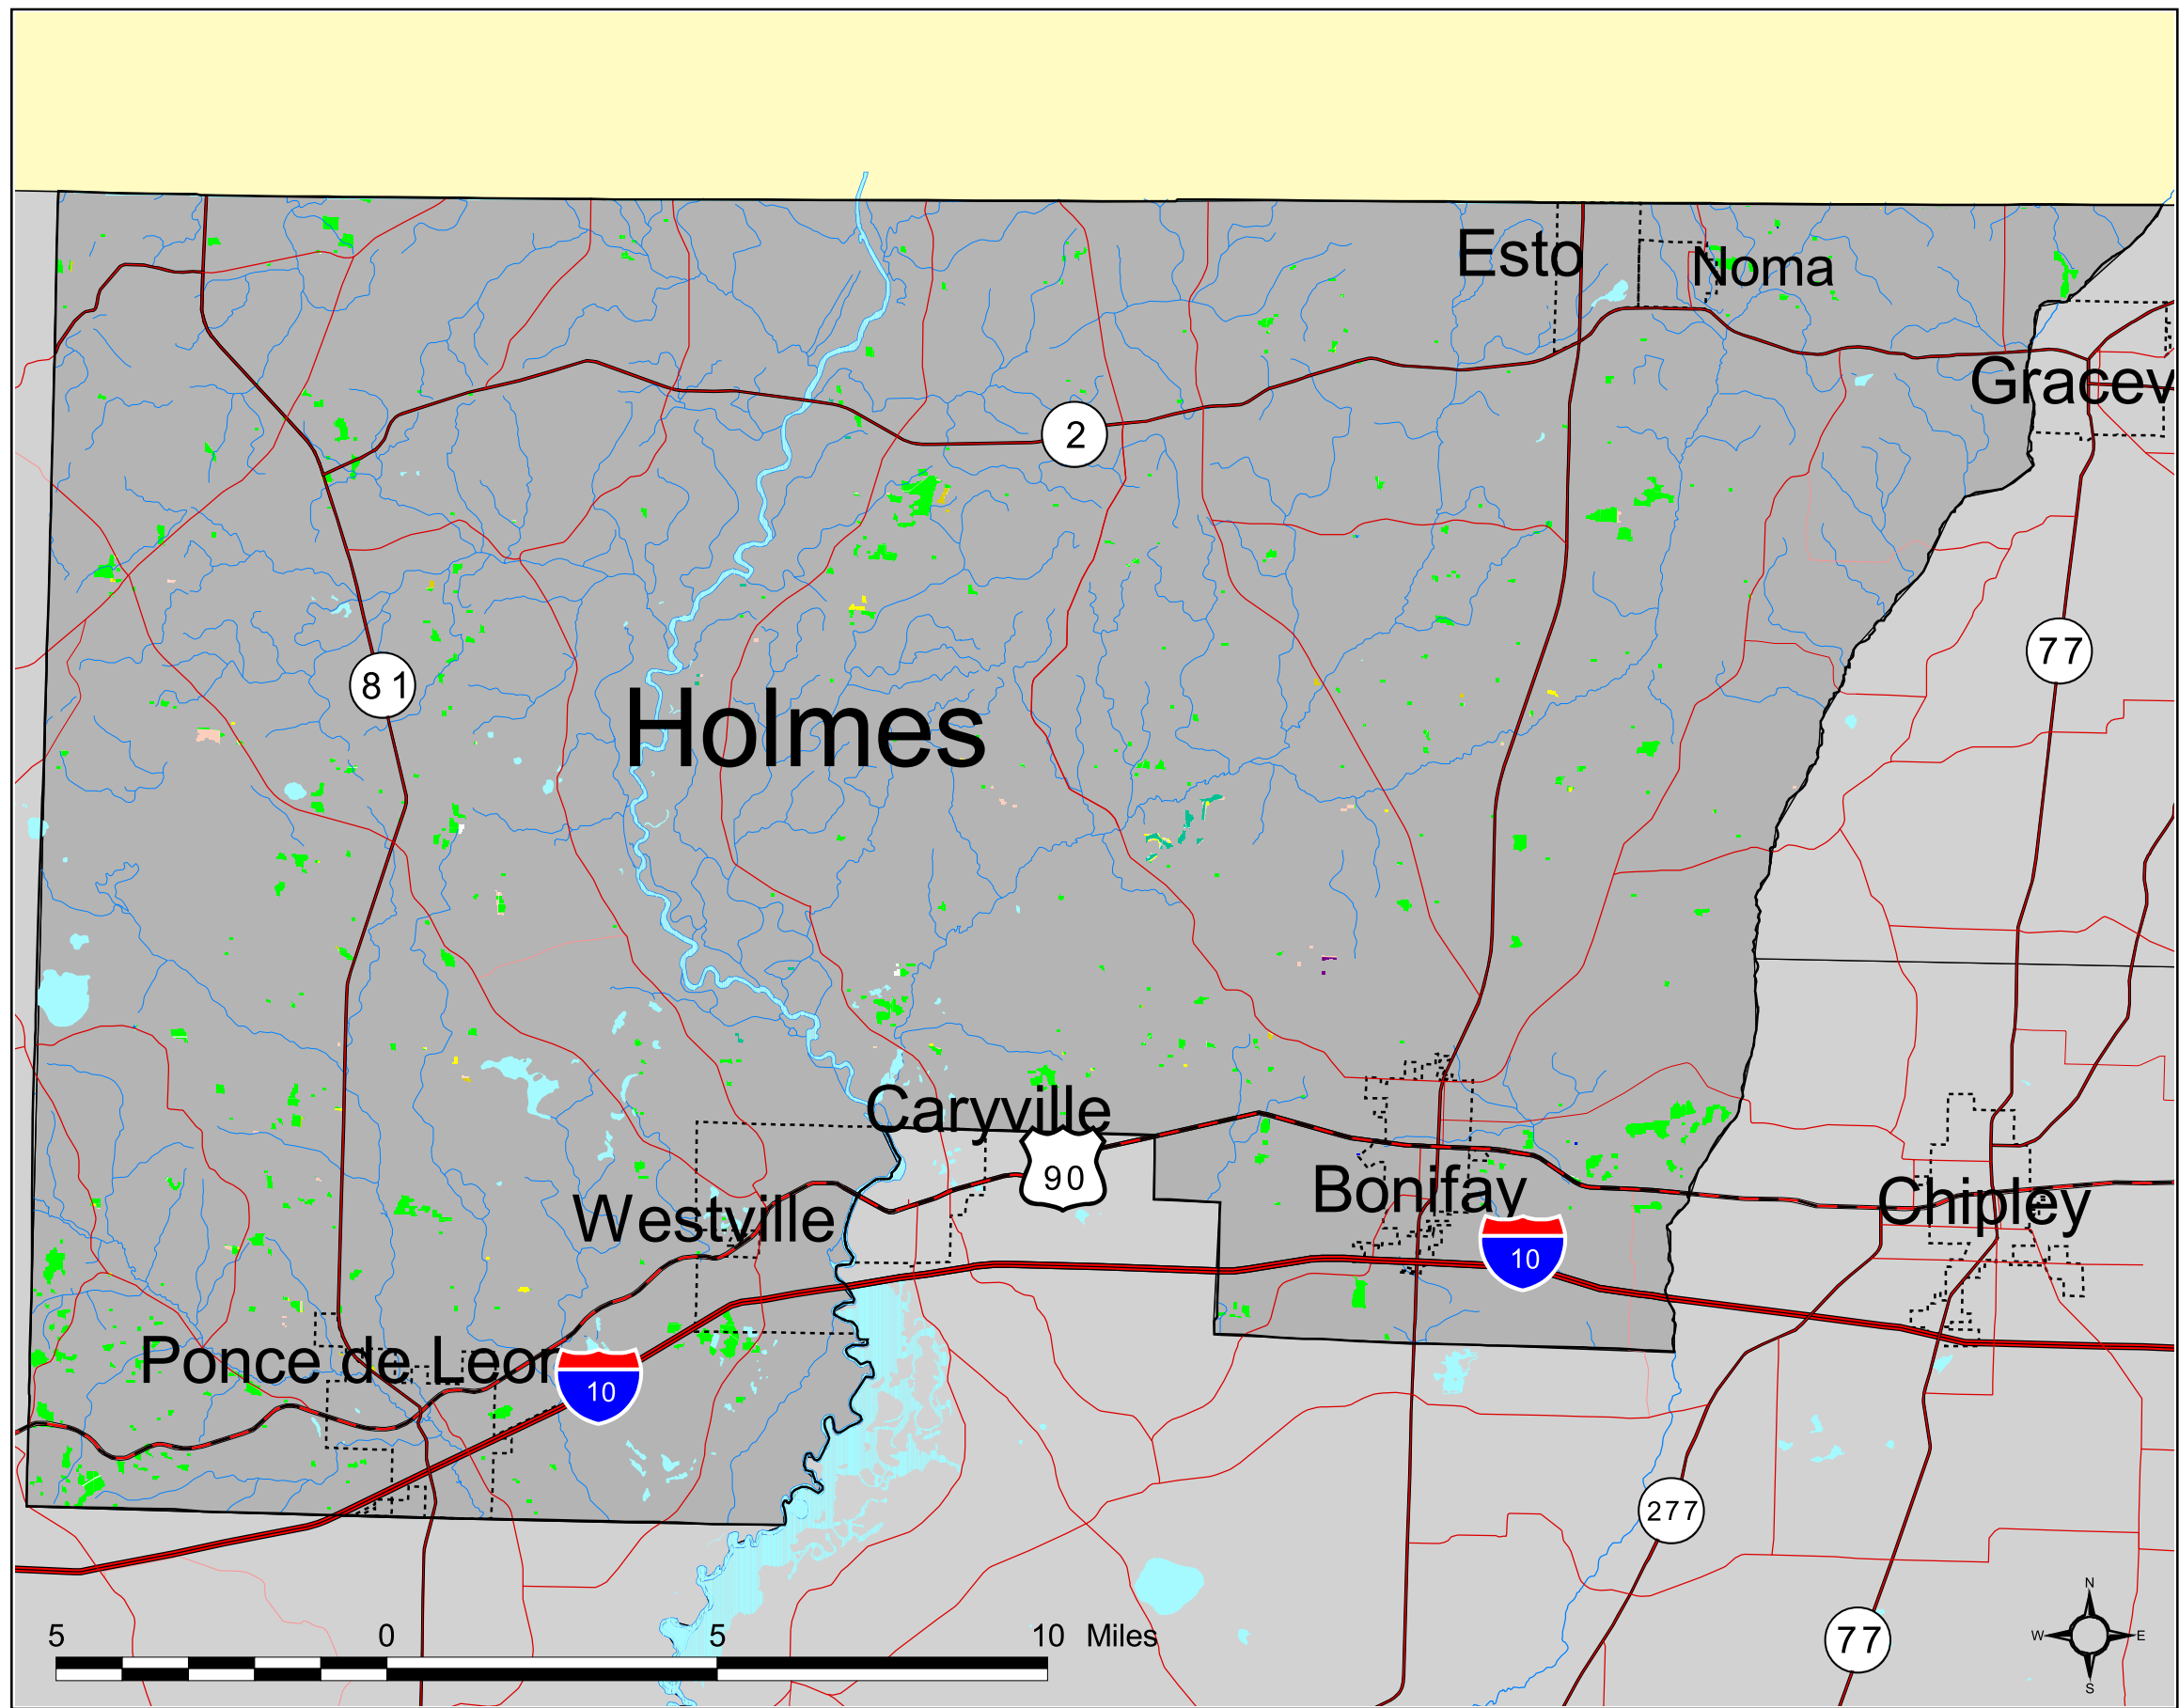 Esto
Noma
Gracev
2
77
81
Holmes
Caryville
90
Bonifay
Westville
Chipley
10
Ponce de Leon
10
277
5 0 5 10 Miles
77
N
W E
S